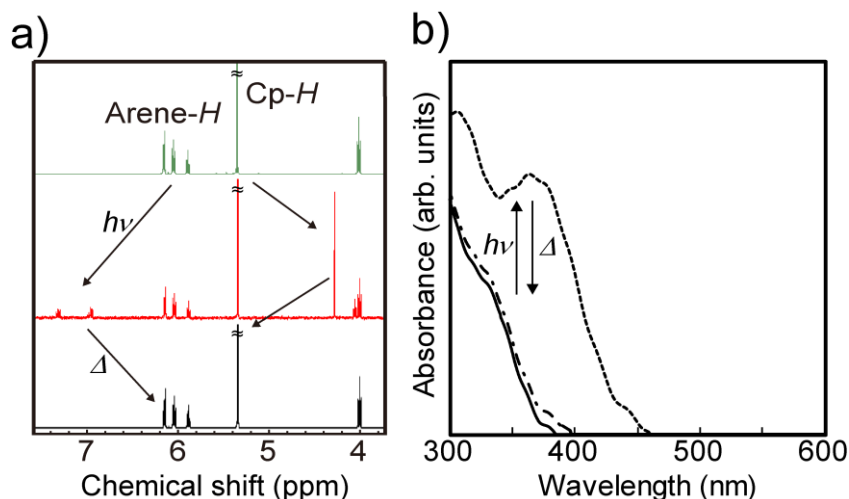 a)
Arene-H
Cp-H
≈
hν
≈
Δ
≈
7 6 5 4
Chemical shift (ppm)
b)
Absorbance (arb. units)
hν Δ
300 400 500 600
Wavelength (nm)